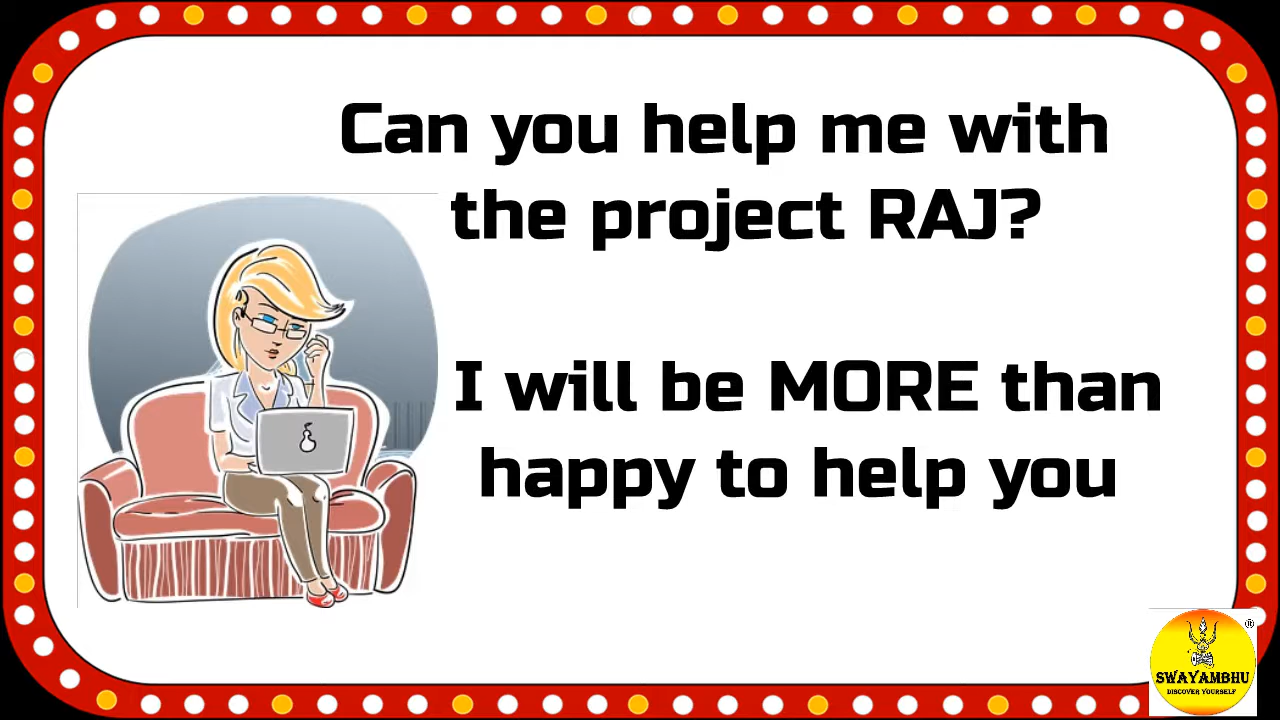 Can you help me with
the project RAJ?
I will be MORE than
happy to help you
®
SWAYAMBHU
DISCOVER YOURSELF